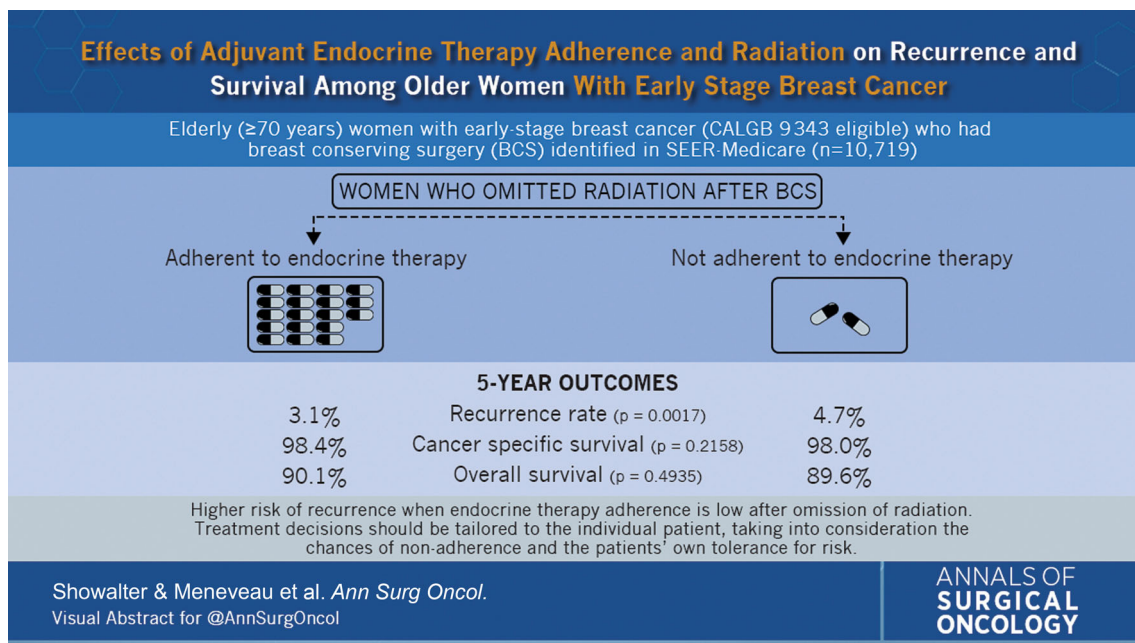 Effects of Adjuvant Endocrine Therapy Adherence and Radiation on Recurrence and
Survival Among Older Women With Early Stage Breast Cancer
Elderly (≥70 years) women with early-stage breast cancer (CALGB 9343 eligible) who had
breast conserving surgery (BCS) identified in SEER-Medicare (n=10,719)
WOMEN WHO OMITTED RADIATION AFTER BCS
Adherent to endocrine therapy
Not adherent to endocrine therapy
5-YEAR OUTCOMES
3.1% Recurrence rate (p = 0.0017) 4.7%
98.4% Cancer specific survival (p = 0.2158) 98.0%
90.1% Overall survival (p = 0.4935) 89.6%
Higher risk of recurrence when endocrine therapy adherence is low after omission of radiation.
Treatment decisions should be tailored to the individual patient, taking into consideration the
chances of non-adherence and the patients' own tolerance for risk.
Showalter & Meneveau et al. Ann Surg Oncol.
Visual Abstract for @AnnSurgOncol
ANNALS OF
SURGICAL
ONCOLOGY